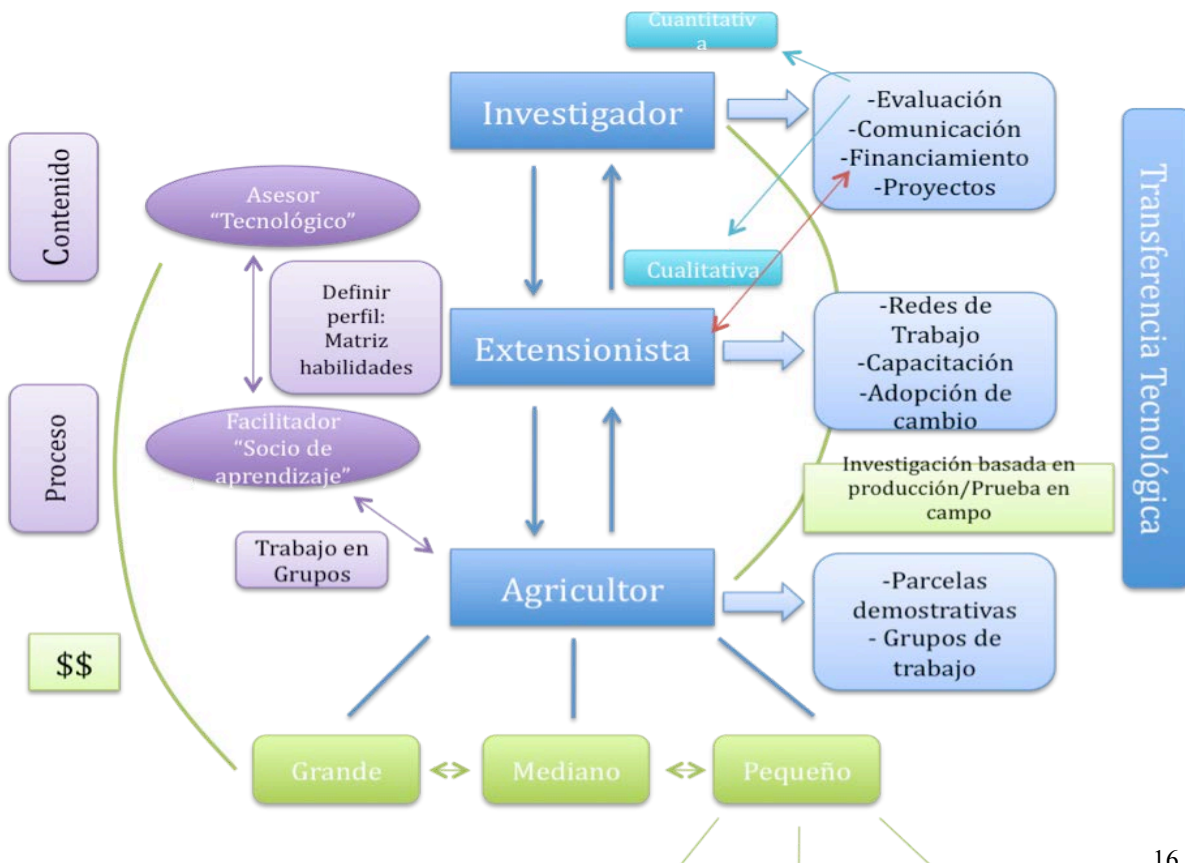 Cuantitativ
a
Investigador
-Evaluación
-Comunicación
-Financiamiento
-Proyectos
Contenido
Asesor
“Tecnológico”
Definir
perfil:
Matriz
habilidades
Cualitativa
Extensionista
-Redes de
Trabajo
-Capacitación
-Adopción de
cambio
Transferencia Tecnológica
Proceso
Facilitador
“Socio de
aprendizaje”
Investigación basada en
producción/Prueba en
campo
Trabajo en
Grupos
Agricultor
-Parcelas
demostrativas
- Grupos de
trabajo
$$
Grande
Mediano
Pequeño
16